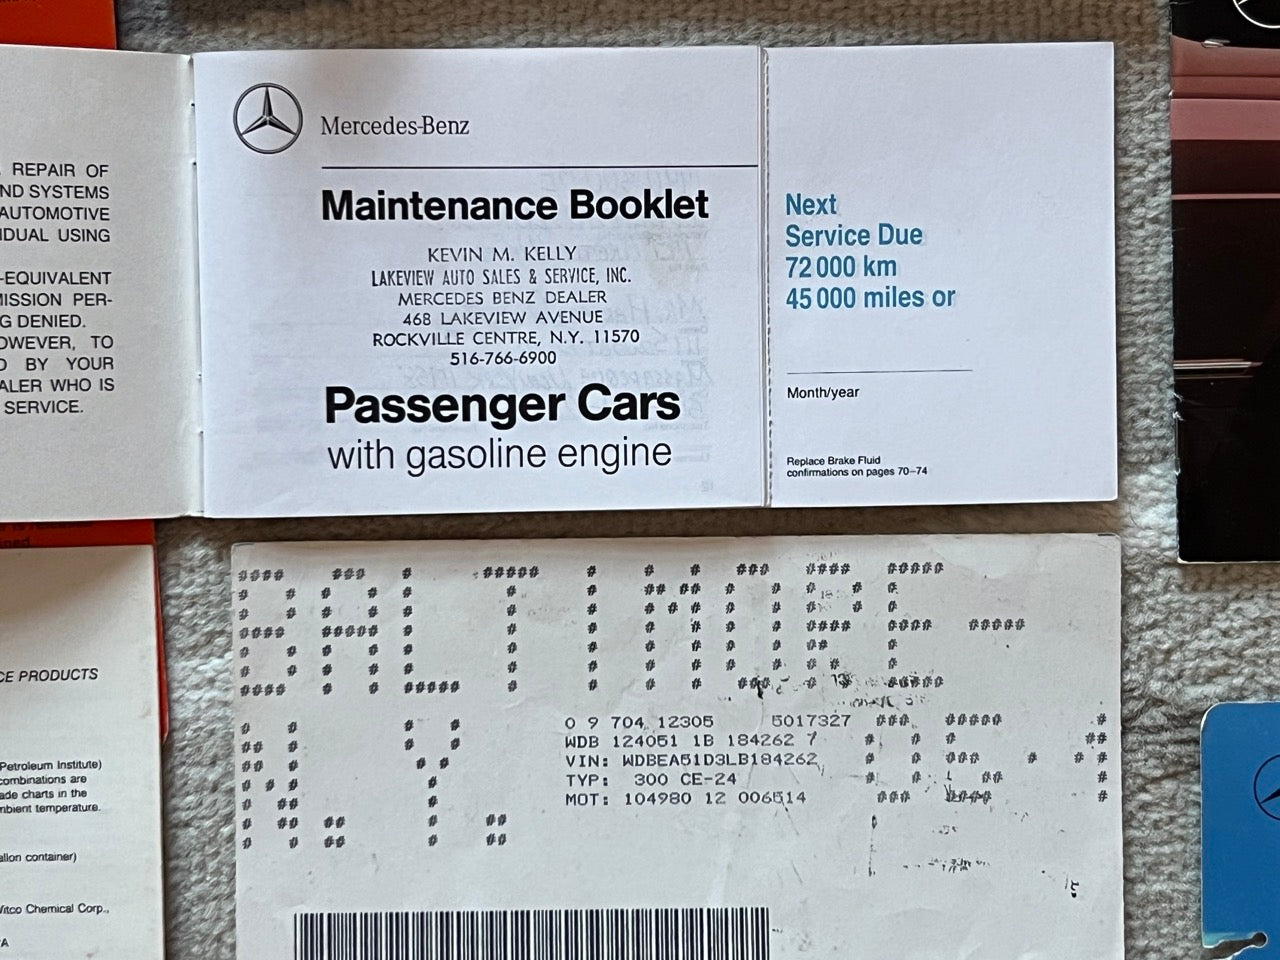 REPAIR OF
ND SYSTEMS
AUTOMOTIVE
IDUAL USING
-EQUIVALENT
MISSION PER-
G DENIED.
OWEVER, TO
D BY YOUR
ALER WHO IS
SERVICE.
Mercedes-Benz
Maintenance Booklet
KEVIN M. KELLY
LAKEVIEW AUTO SALES & SERVICE, INC.
MERCEDES BENZ DEALER
468 LAKEVIEW AVENUE
ROCKVILLE CENTRE, N.Y. 11570
516-766-6900
Passenger Cars
with gasoline engine
Next
Service Due
72 000 km
45 000 miles or
Month/year
Replace Brake Fluid
confirmations on pages 70–74
CE PRODUCTS
Petroleum Institute)
combinations are
ade charts in the
mbient temperature.
allon container)
Witco Chemical Corp.,
BALTIMORE –
N.Y.
0 9 704 12305 5017327
WDB 124051 1B 184262 7
VIN: WDBEA51D3LB184262
TYP: 300 CE-24
MOT: 104980 12 006514